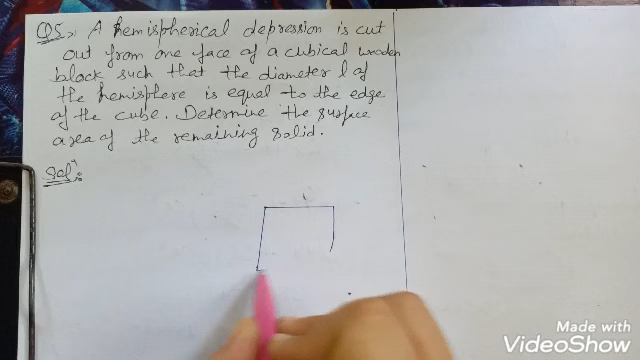 Q5., A hemispherical depression is cut
out from one face of a cubical wooden
block such that the diameter l of
the hemisphere is equal to the edge
of the cube. Determine the surface
area of the remaining solid.
Solⁿ:
Made with
VideoShow